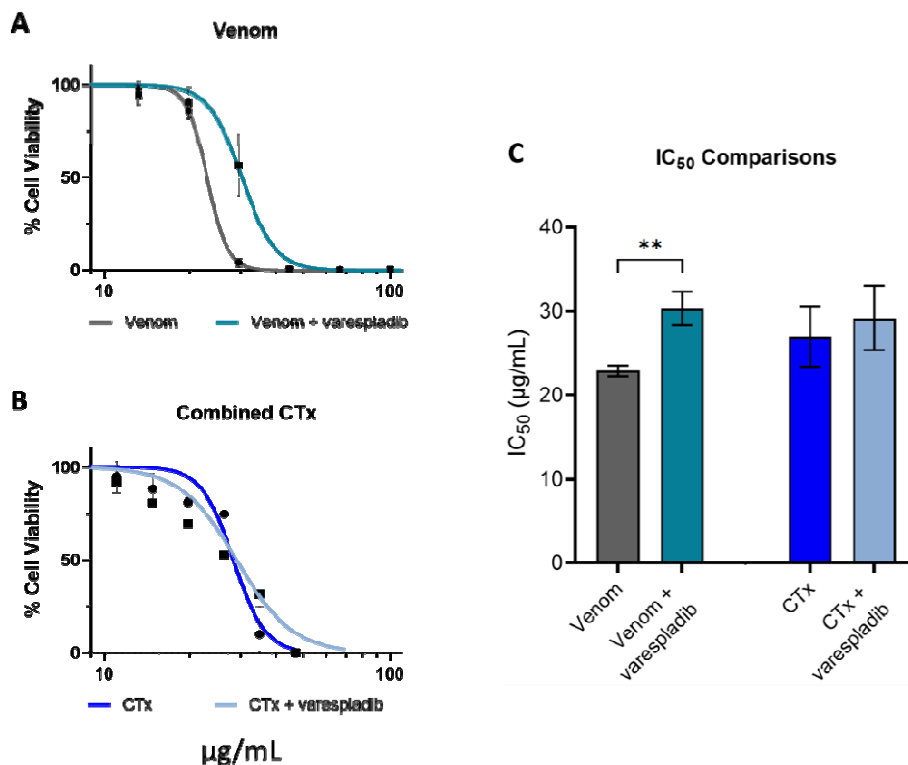 A
Venom
100
50
0
% Cell Viability
10
100
Venom
Venom + varespladib
B
Combined CTx
100
50
0
% Cell Viability
10
100
CTx
CTx + varespladib
µg/mL
C
IC50 Comparisons
40
30
20
10
0
IC50 (µg/mL)
**
Venom
Venom +
varespladib
CTx
CTx +
varespladib